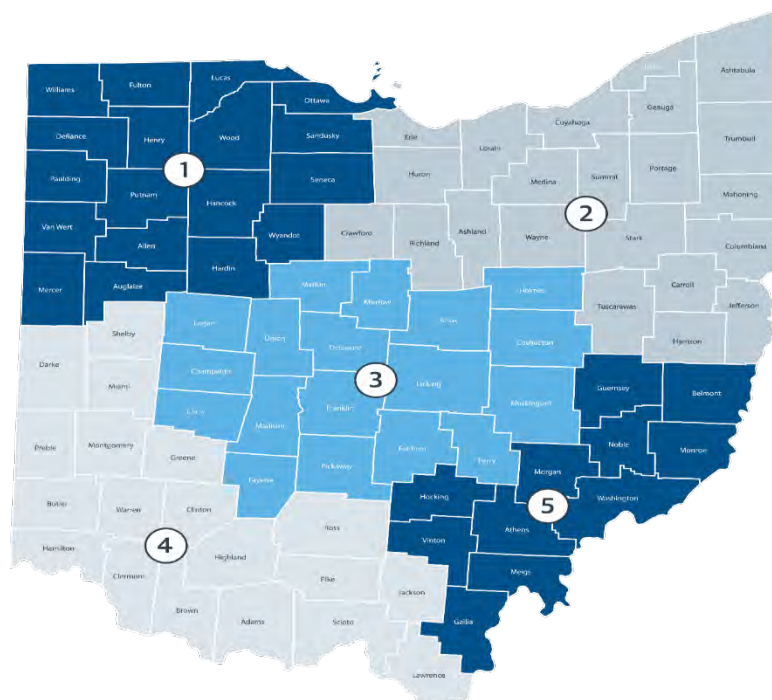 Williams
Fulton
Lucas
Ottawa
Defiance
Henry
Wood
Sandusky
Paulding
1
Putnam
Hancock
Seneca
Van Wert
Allen
Wyandot
Mercer
Auglaize
Hardin
Ashtabula
Geauga
Cuyahoga
Erie
Lorain
Trumbull
Huron
Medina
Summit
Portage
Mahoning
Crawford
Richland
Ashland
Wayne
2
Stark
Columbiana
Tuscarawas
Carroll
Jefferson
Harrison
Marion
Morrow
Holmes
Logan
Union
Delaware
Knox
Coshocton
Champaign
3
Licking
Clark
Madison
Franklin
Muskingum
Fayette
Pickaway
Fairfield
Perry
Shelby
Darke
Miami
Preble
Montgomery
Greene
Butler
Warren
Clinton
Ross
Hamilton
4
Clermont
Highland
Pike
Brown
Adams
Scioto
Jackson
Lawrence
Guernsey
Belmont
Noble
Monroe
Morgan
Washington
Hocking
5
Athens
Vinton
Meigs
Gallia